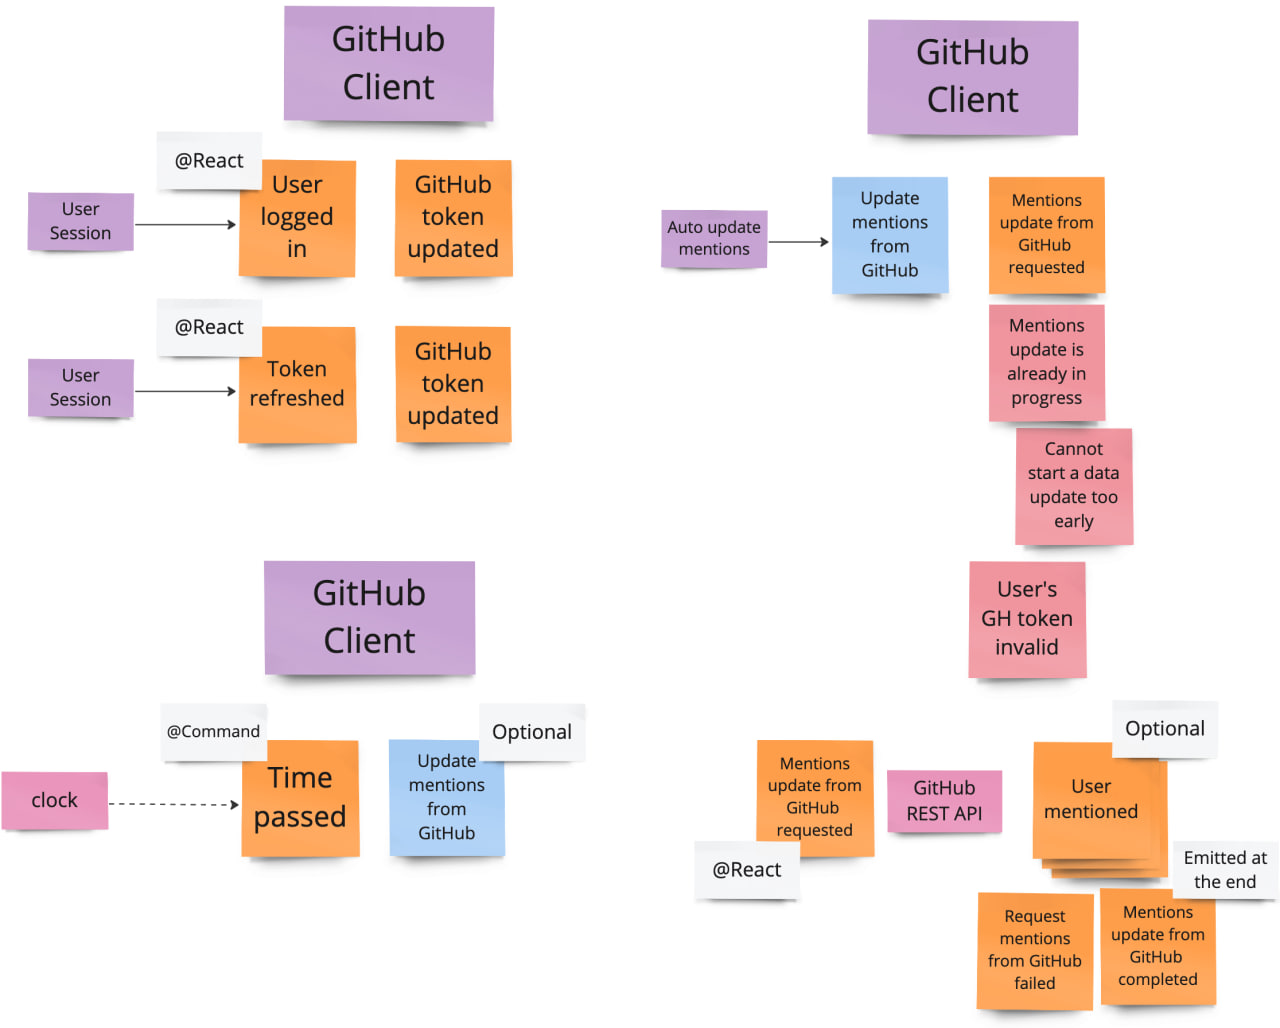 GitHub
Client
@React
User
Session
User
logged
in
GitHub
token
updated
@React
User
Session
Token
refreshed
GitHub
token
updated
GitHub
Client
@Command
clock
Time
passed
Update
mentions
from
GitHub
Optional
GitHub
Client
Auto update
mentions
Update
mentions
from
GitHub
Mentions
update from
GitHub
requested
Mentions
update is
already in
progress
Cannot
start a data
update too
early
User's
GH token
invalid
Mentions
update from
GitHub
requested
@React
GitHub
REST API
Optional
User
mentioned
Emitted at
the end
Request
mentions
from GitHub
failed
Mentions
update from
GitHub
completed